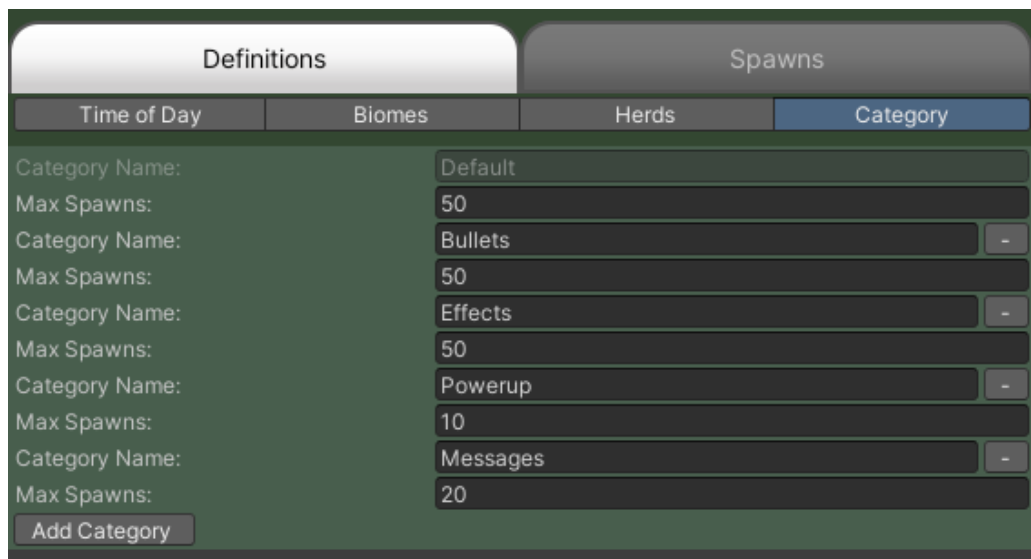 Definitions Spawns
Time of Day Biomes Herds Category
Category Name: Default
Max Spawns: 50
Category Name: Bullets -
Max Spawns: 50
Category Name: Effects -
Max Spawns: 50
Category Name: Powerup -
Max Spawns: 10
Category Name: Messages -
Max Spawns: 20
Add Category